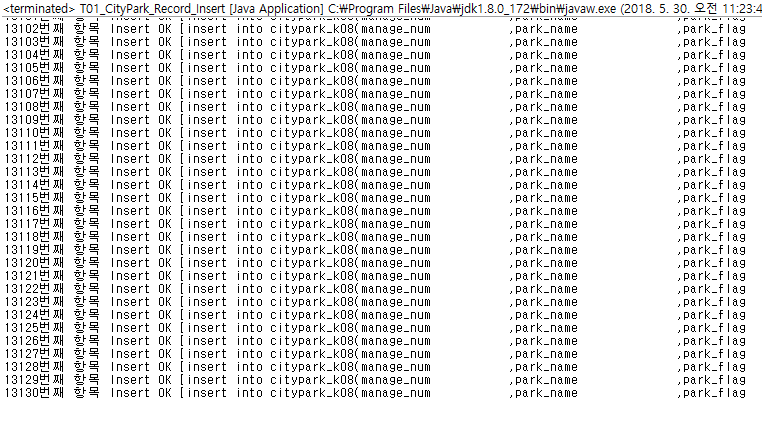 <terminated> T01_CityPark_Record_Insert [Java Application] C:₩Program Files₩Java₩jdk1.8.0_172₩bin₩javaw.exe (2018. 5. 30. 오전 11:23:4
13102번째 항목 Insert OK [insert into citypark_k08(manage_num ,park_name ,park_flag
13103번째 항목 Insert OK [insert into citypark_k08(manage_num ,park_name ,park_flag
13104번째 항목 Insert OK [insert into citypark_k08(manage_num ,park_name ,park_flag
13105번째 항목 Insert OK [insert into citypark_k08(manage_num ,park_name ,park_flag
13106번째 항목 Insert OK [insert into citypark_k08(manage_num ,park_name ,park_flag
13107번째 항목 Insert OK [insert into citypark_k08(manage_num ,park_name ,park_flag
13108번째 항목 Insert OK [insert into citypark_k08(manage_num ,park_name ,park_flag
13109번째 항목 Insert OK [insert into citypark_k08(manage_num ,park_name ,park_flag
13110번째 항목 Insert OK [insert into citypark_k08(manage_num ,park_name ,park_flag
13111번째 항목 Insert OK [insert into citypark_k08(manage_num ,park_name ,park_flag
13112번째 항목 Insert OK [insert into citypark_k08(manage_num ,park_name ,park_flag
13113번째 항목 Insert OK [insert into citypark_k08(manage_num ,park_name ,park_flag
13114번째 항목 Insert OK [insert into citypark_k08(manage_num ,park_name ,park_flag
13115번째 항목 Insert OK [insert into citypark_k08(manage_num ,park_name ,park_flag
13116번째 항목 Insert OK [insert into citypark_k08(manage_num ,park_name ,park_flag
13117번째 항목 Insert OK [insert into citypark_k08(manage_num ,park_name ,park_flag
13118번째 항목 Insert OK [insert into citypark_k08(manage_num ,park_name ,park_flag
13119번째 항목 Insert OK [insert into citypark_k08(manage_num ,park_name ,park_flag
13120번째 항목 Insert OK [insert into citypark_k08(manage_num ,park_name ,park_flag
13121번째 항목 Insert OK [insert into citypark_k08(manage_num ,park_name ,park_flag
13122번째 항목 Insert OK [insert into citypark_k08(manage_num ,park_name ,park_flag
13123번째 항목 Insert OK [insert into citypark_k08(manage_num ,park_name ,park_flag
13124번째 항목 Insert OK [insert into citypark_k08(manage_num ,park_name ,park_flag
13125번째 항목 Insert OK [insert into citypark_k08(manage_num ,park_name ,park_flag
13126번째 항목 Insert OK [insert into citypark_k08(manage_num ,park_name ,park_flag
13127번째 항목 Insert OK [insert into citypark_k08(manage_num ,park_name ,park_flag
13128번째 항목 Insert OK [insert into citypark_k08(manage_num ,park_name ,park_flag
13129번째 항목 Insert OK [insert into citypark_k08(manage_num ,park_name ,park_flag
13130번째 항목 Insert OK [insert into citypark_k08(manage_num ,park_name ,park_flag